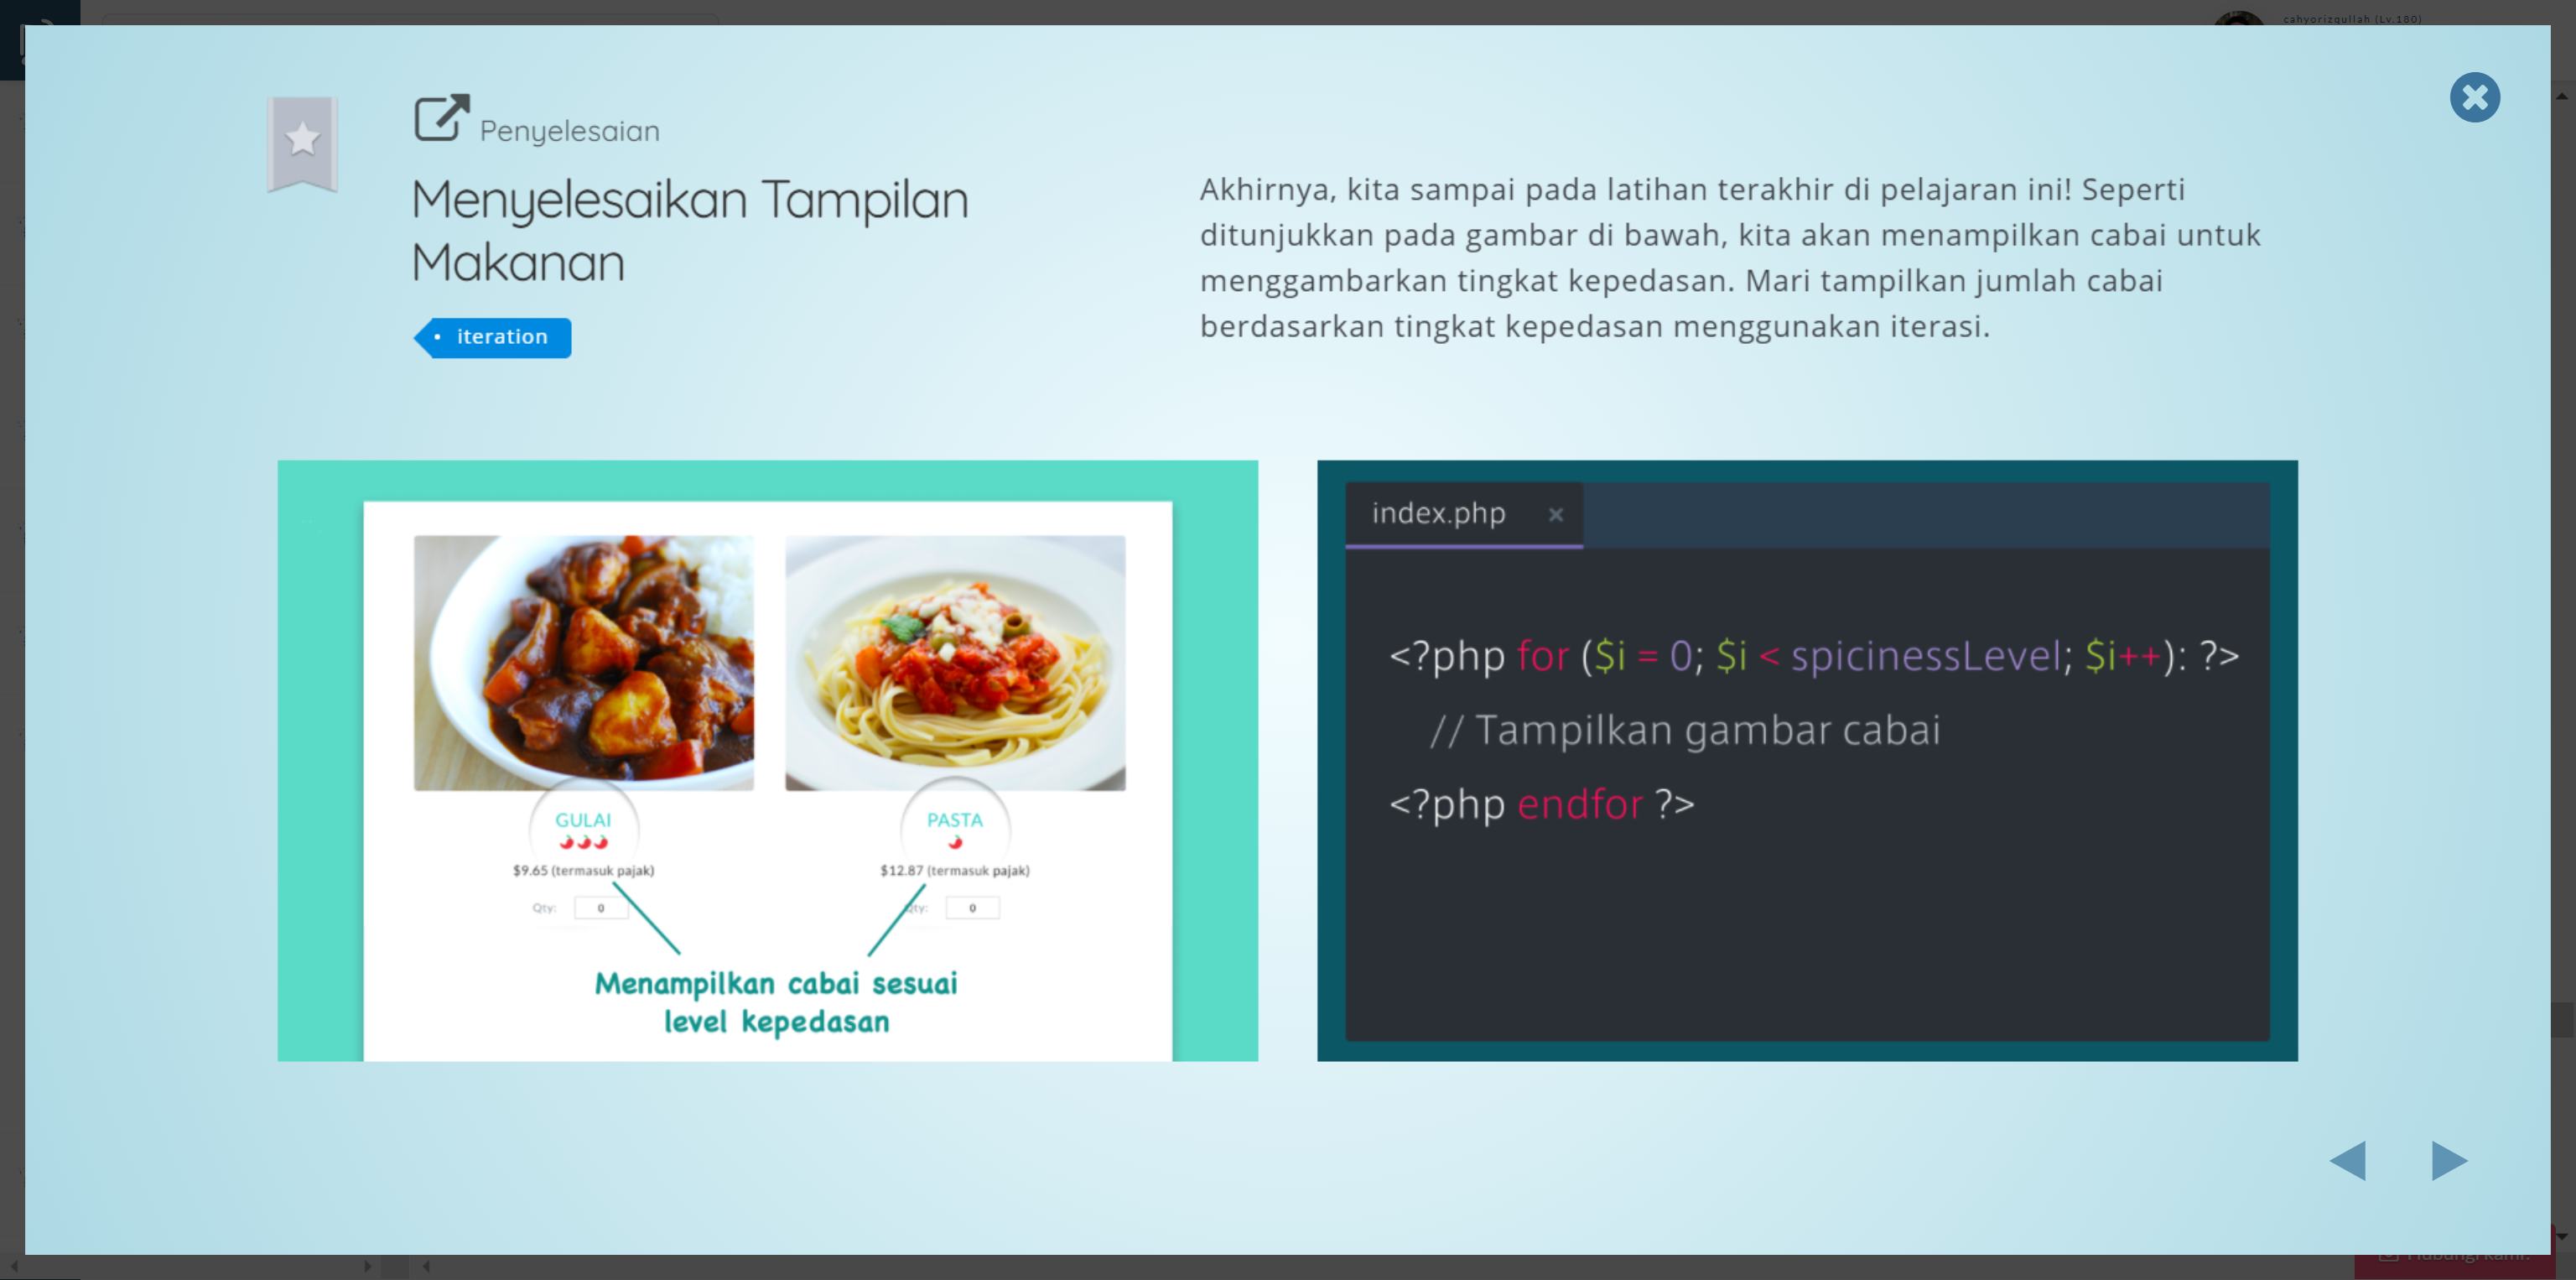 cahyorizqullah (Lv.180)
Penyelesaian
Menyelesaikan Tampilan
Makanan
iteration
Akhirnya, kita sampai pada latihan terakhir di pelajaran ini! Seperti
ditunjukkan pada gambar di bawah, kita akan menampilkan cabai untuk
menggambarkan tingkat kepedasan. Mari tampilkan jumlah cabai
berdasarkan tingkat kepedasan menggunakan iterasi.
GULAI
$9.65 (termasuk pajak)
Qty: 0
PASTA
$12.87 (termasuk pajak)
Qty: 0
Menampilkan cabai sesuai
level kepedasan
index.php ×
<?php for ($i = 0; $i < spicinessLevel; $i++): ?>
// Tampilkan gambar cabai
<?php endfor ?>
Hubungi kami!